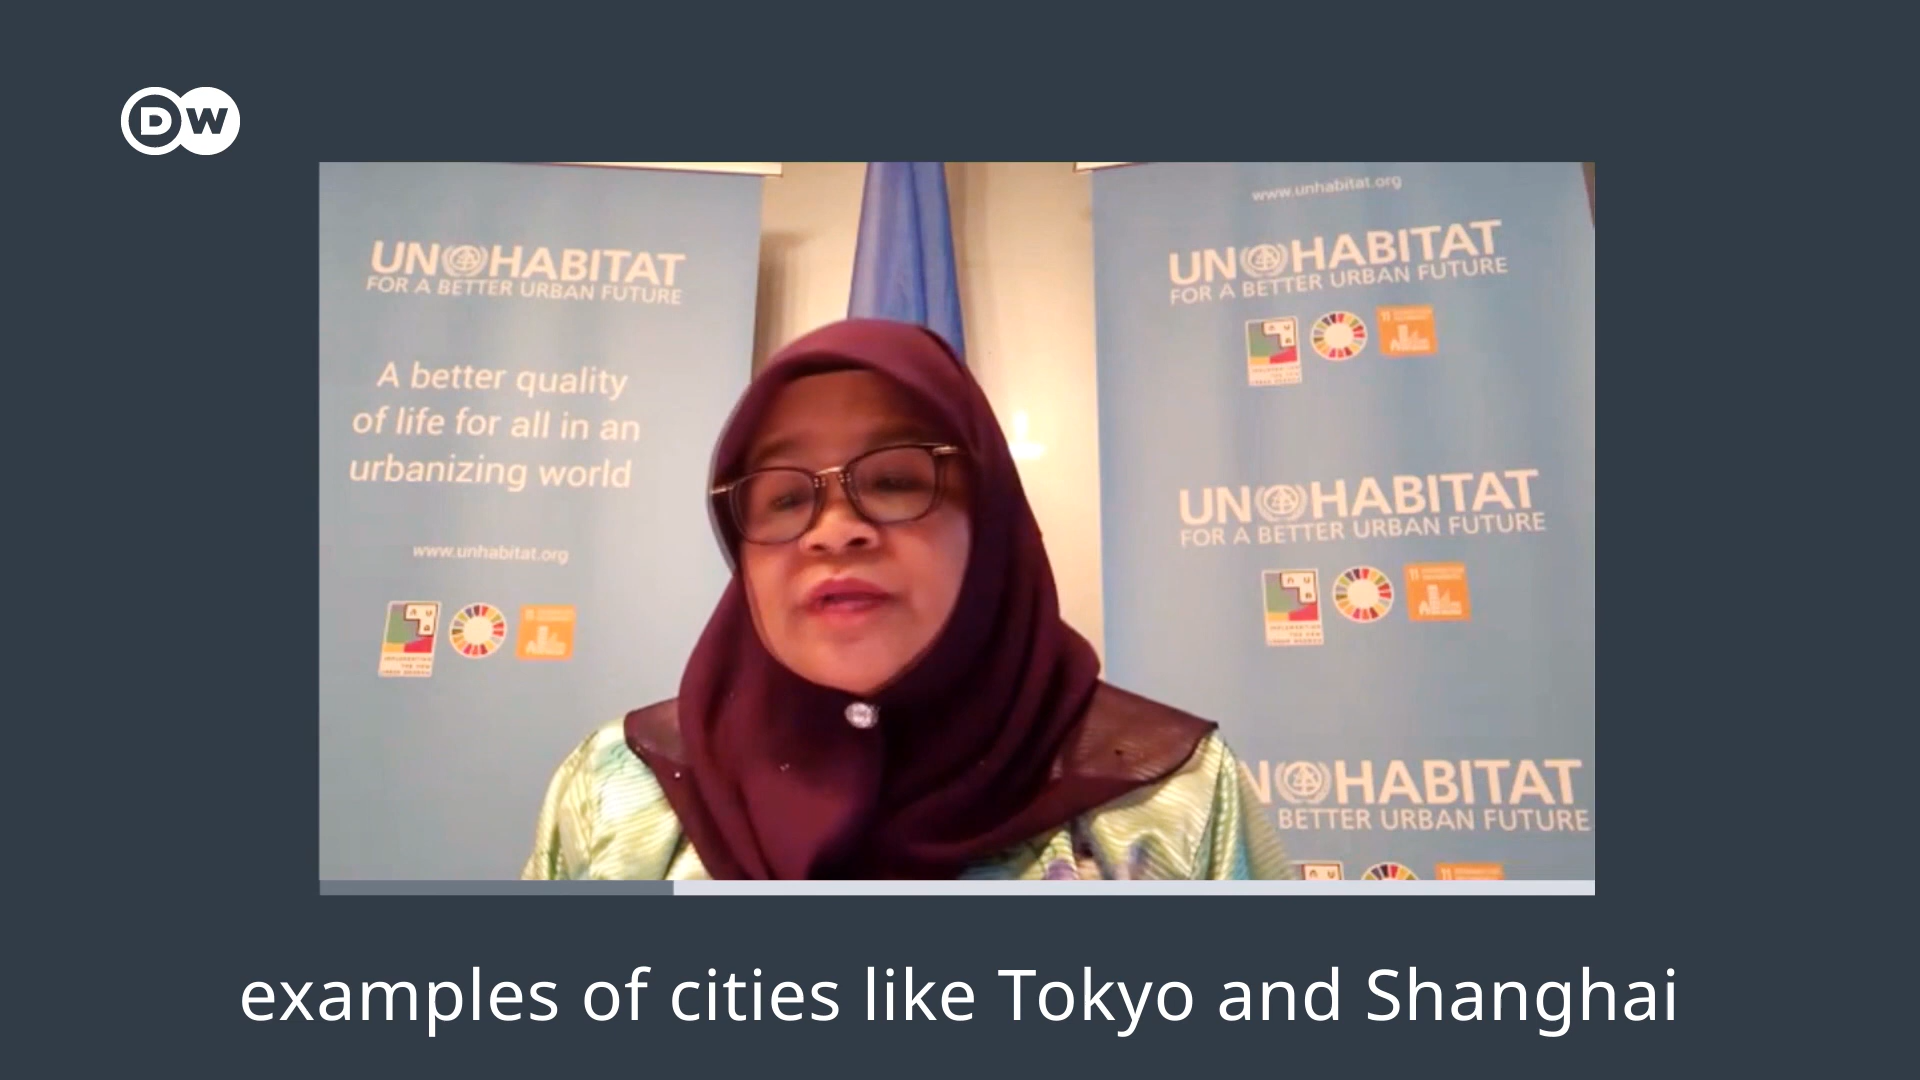 DW
UN HABITAT
FOR A BETTER URBAN FUTURE
A better quality
of life for all in an
urbanizing world
www.unhabitat.org
www.unhabitat.org
UN HABITAT
FOR A BETTER URBAN FUTURE
UN HABITAT
FOR A BETTER URBAN FUTURE
N HABITAT
BETTER URBAN FUTURE
examples of cities like Tokyo and Shanghai